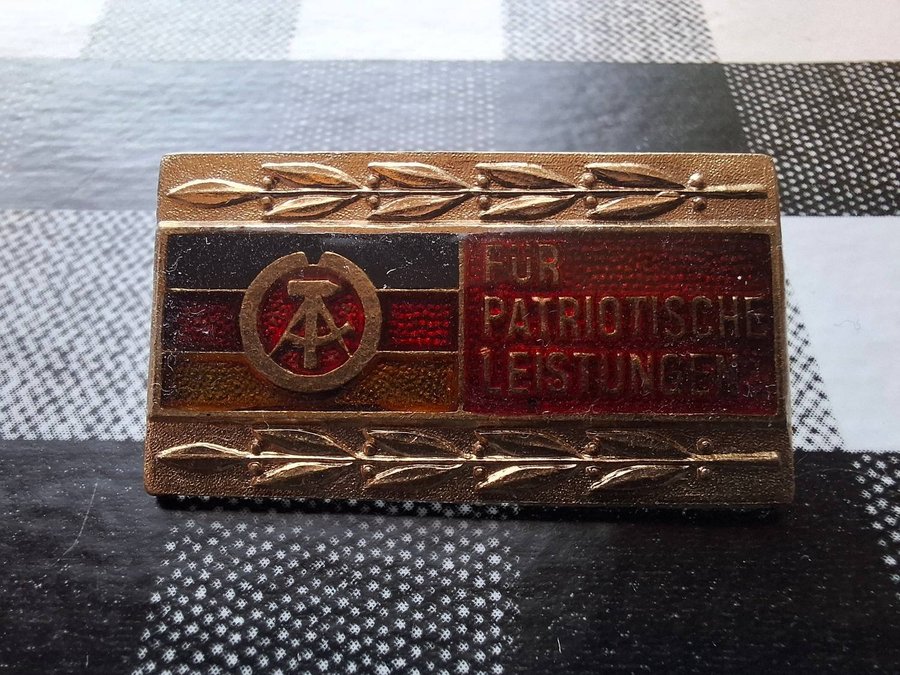 FÜR
PATRIOTISCHE
LEISTUNGEN